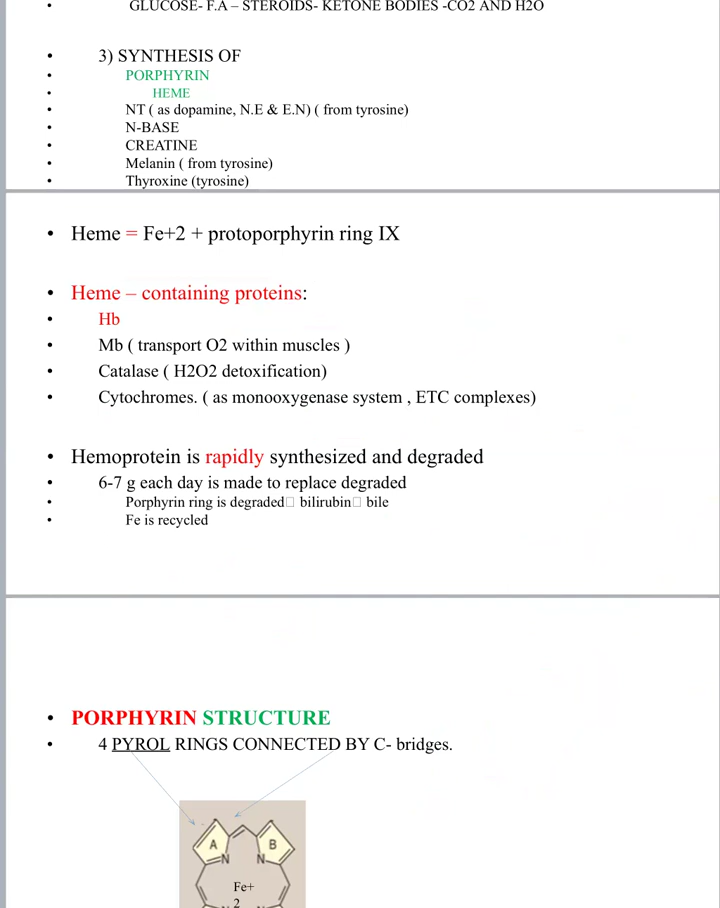 • GLUCOSE- F.A – STEROIDS- KETONE BODIES -CO2 AND H2O
• 3) SYNTHESIS OF
• PORPHYRIN
• HEME
• NT ( as dopamine, N.E & E.N) ( from tyrosine)
• N-BASE
• CREATINE
• Melanin ( from tyrosine)
• Thyroxine (tyrosine)
• Heme = Fe+2 + protoporphyrin ring IX
• Heme – containing proteins:
• Hb
• Mb ( transport O2 within muscles )
• Catalase ( H2O2 detoxification)
• Cytochromes. ( as monooxygenase system , ETC complexes)
• Hemoprotein is rapidly synthesized and degraded
• 6-7 g each day is made to replace degraded
• Porphyrin ring is degraded□ bilirubin□ bile
• Fe is recycled
• PORPHYRIN STRUCTURE
• 4 PYROL RINGS CONNECTED BY C- bridges.
A B
N N
Fe+
2